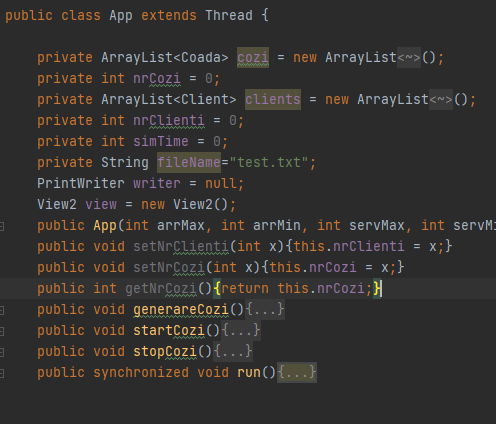 public class App extends Thread {
private ArrayList<Coada> cozi = new ArrayList<~>();
private int nrCozi = 0;
private ArrayList<Client> clients = new ArrayList<~>();
private int nrClienti = 0;
private int simTime = 0;
private String fileName="test.txt";
PrintWriter writer = null;
View2 view = new View2();
public App(int arrMax, int arrMin, int servMax, int servMi
public void setNrClienti(int x){this.nrClienti = x;}
public void setNrCozi(int x){this.nrCozi = x;}
public int getNrCozi(){return this.nrCozi;}
public void generareCozi(){...}
public void startCozi(){...}
public void stopCozi(){...}
public synchronized void run(){...}